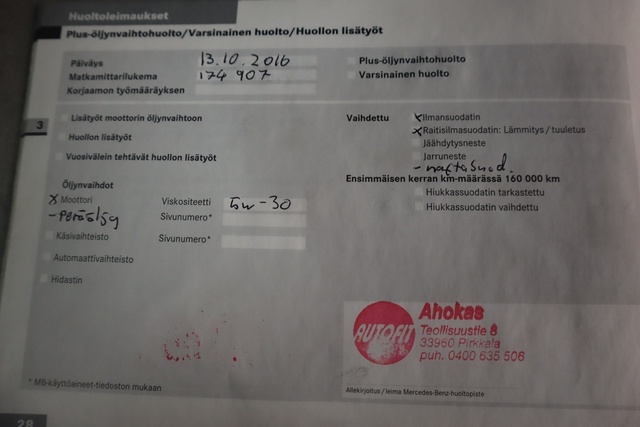 Huoltoleimaukset
Plus-öljynvaihtohuolto/Varsinainen huolto/Huollon lisätyöt
Päiväys 13.10.2016
Matkamittarilukema 174 907
Korjaamon työmääräyksen
Plus-öljynvaihtohuolto
Varsinainen huolto
3
Lisätyöt moottorin öljynvaihtoon
Huollon lisätyöt
Vuosivälein tehtävät huollon lisätyöt
Vaihdettu
x Ilmansuodatin
x Raitisilmasuodatin: Lämmitys/tuuletus
Jäähdytysneste
Jarruneste
Ensimmäisen kerran km-määrässä 160 000 km
Hiukkassuodatin tarkastettu
Hiukkassuodatin vaihdettu
Öljynvaihdot
x Moottori
- Peräöljy
Viskositeetti 5w-30
Sivunumero*
Käsivaihteisto
Sivunumero*
Automaattivaihteisto
Hidastin
AUTOFIT
Ahokas
Teollisuustie 8
33960 Pirkkala
puh. 0400 635 506
* MB-käyttöaineet-tiedoston mukaan
Allekirjoitus / leima Mercedes-Benz-huoltopiste
28